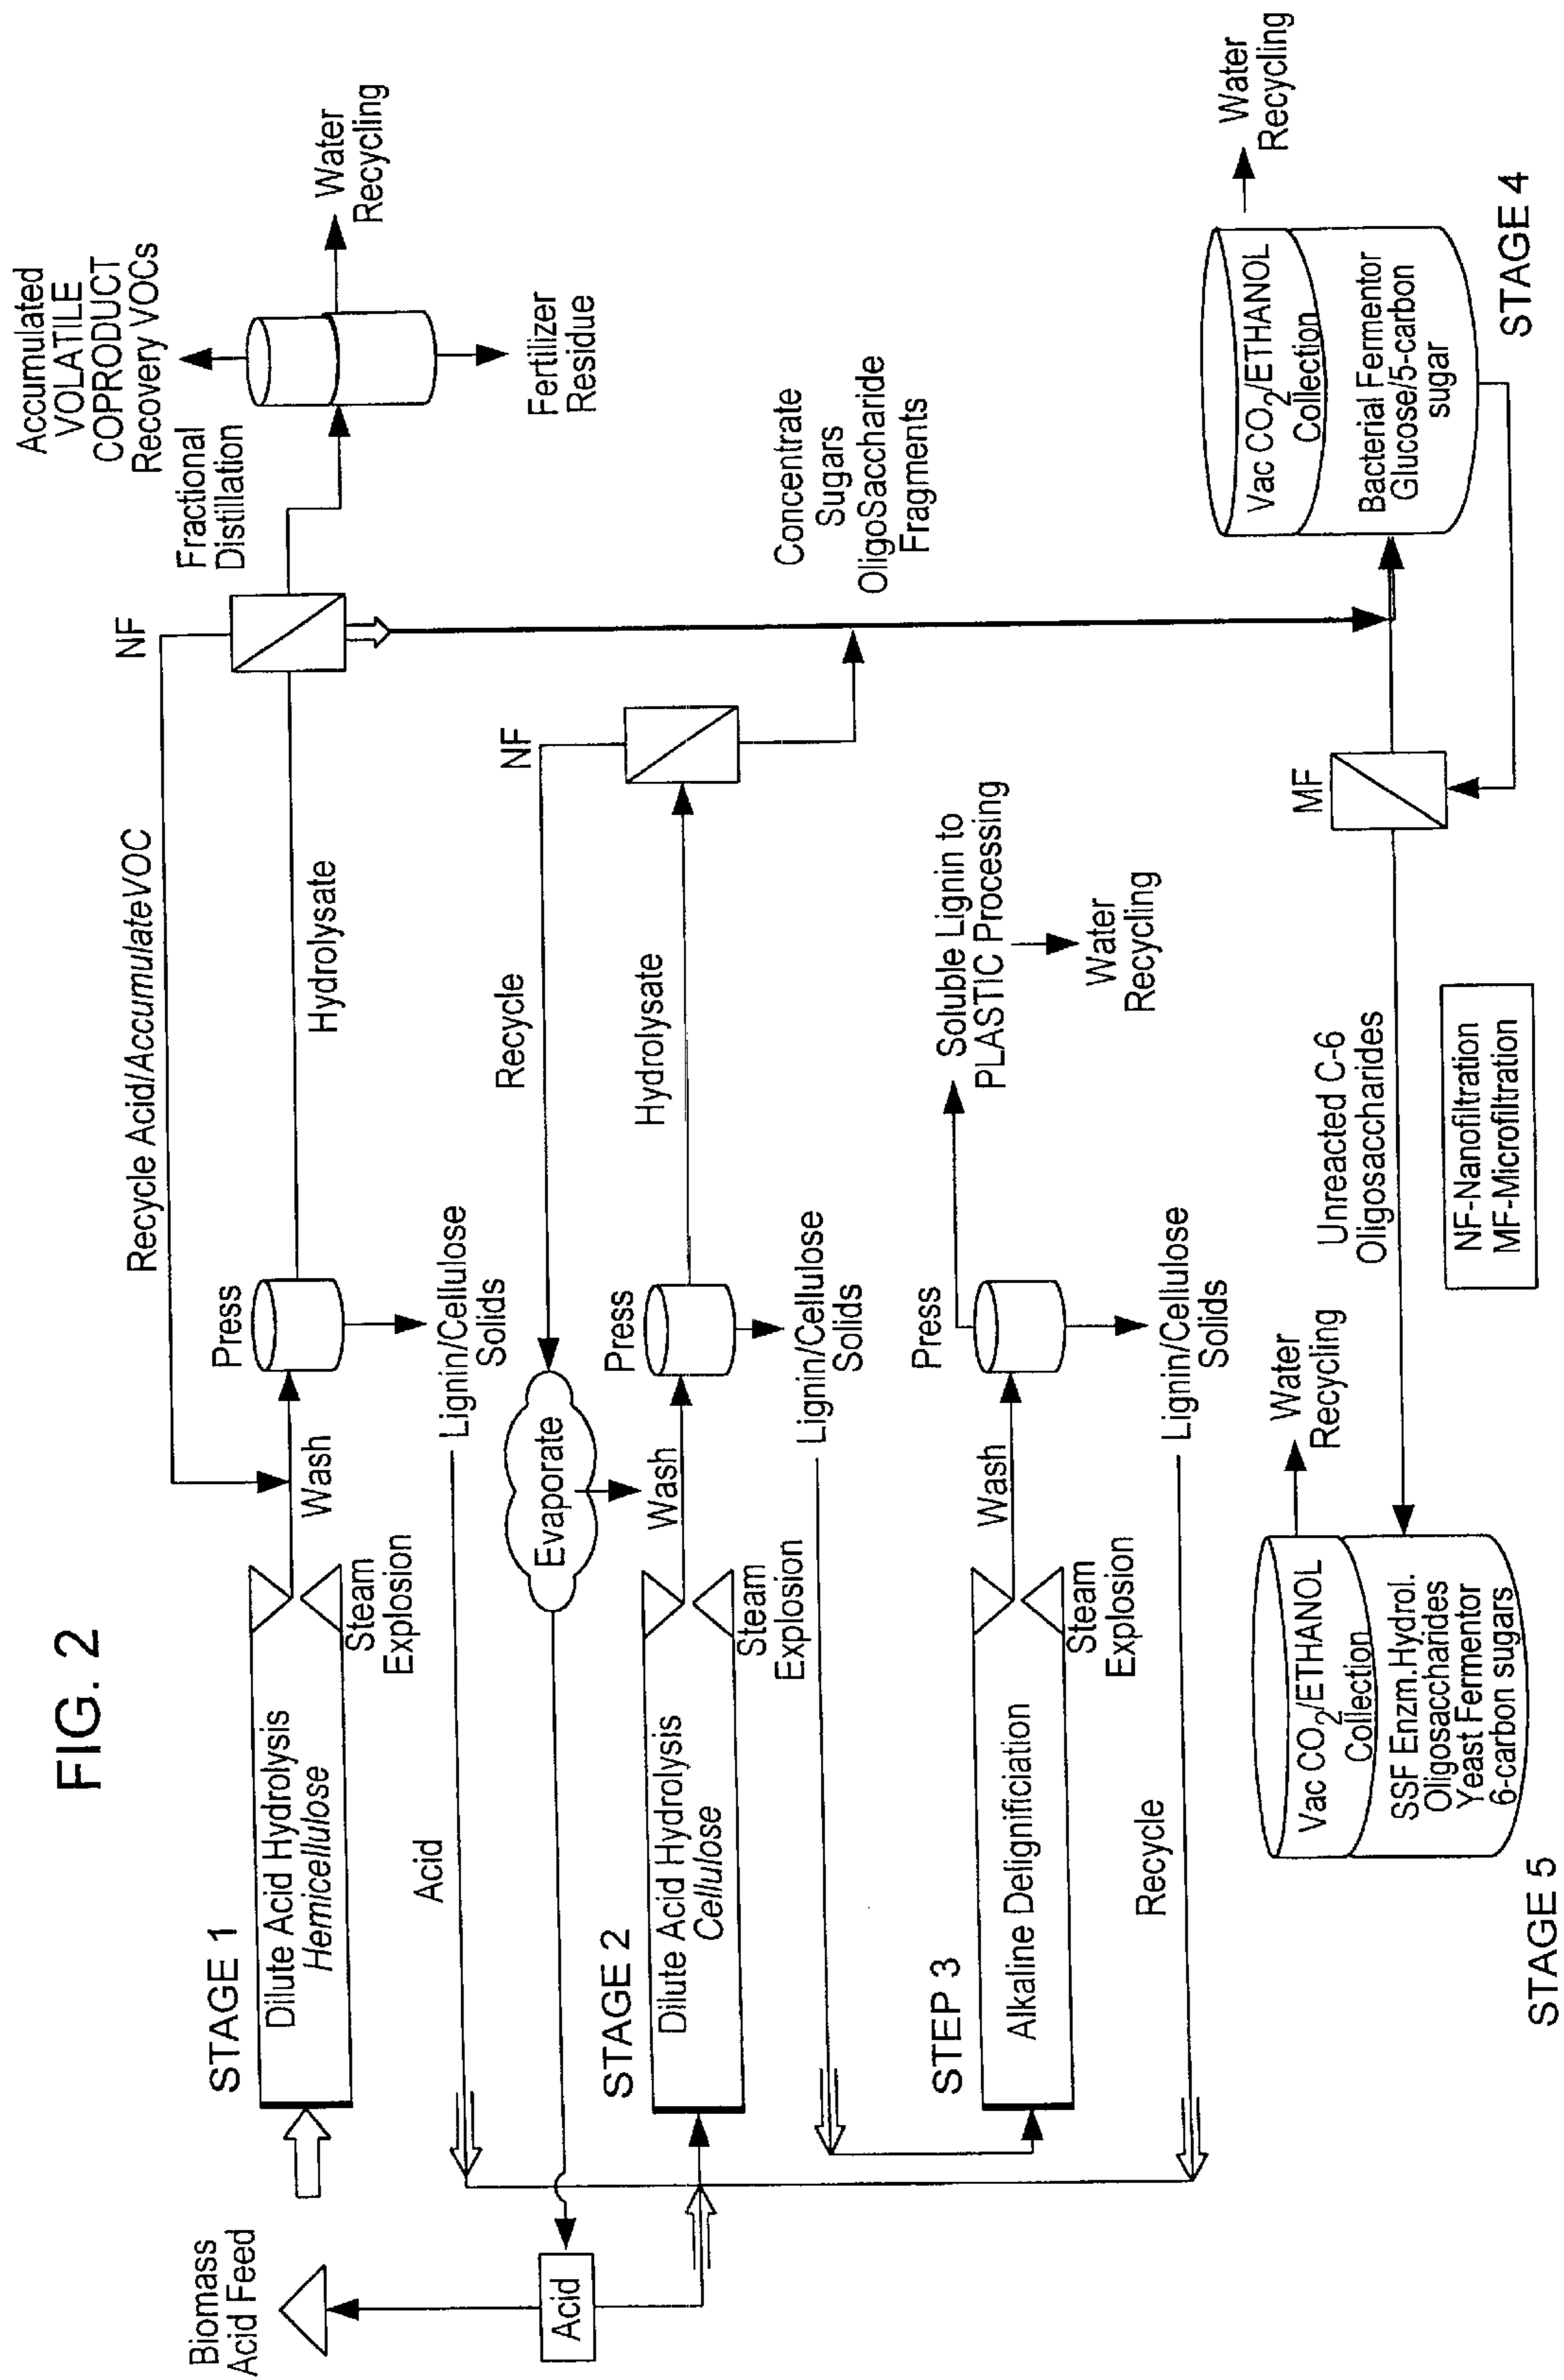 FIG. 2
Biomass
Acid Feed
STAGE 1
Dilute Acid Hydrolysis
Hemicellulose
Steam
Explosion
Wash
Press
Recycle Acid/AccumulateVOC
Hydrolysate
NF
Fractional
Distillation
Accumulated
VOLATILE
COPRODUCT
Recovery VOCs
Water
Recycling
Fertilizer
Residue
Acid
Lignin/Cellulose
Solids
Acid
Evaporate
Recycle
STAGE 2
Dilute Acid Hydrolysis
Cellulose
Steam
Explosion
Wash
Press
Hydrolysate
NF
Concentrate
Sugars
OligoSaccharide
Fragments
Lignin/Cellulose
Solids
STEP 3
Alkaline Delignificiation
Steam
Explosion
Wash
Press
Soluble Lignin to
PLASTIC Processing
Water
Recycling
Recycle
Lignin/Cellulose
Solids
Vac CO2/ETHANOL
Collection
SSF Enzm.Hydrol.
Oligosaccharides
Yeast Fermentor
6-carbon sugars
STAGE 5
Water
Recycling
Unreacted C-6
Oligosaccharides
NF-Nanofiltration
MF-Microfiltration
MF
Vac CO2/ETHANOL
Collection
Bacterial Fermentor
Glucose/5-carbon
sugar
STAGE 4
Water
Recycling